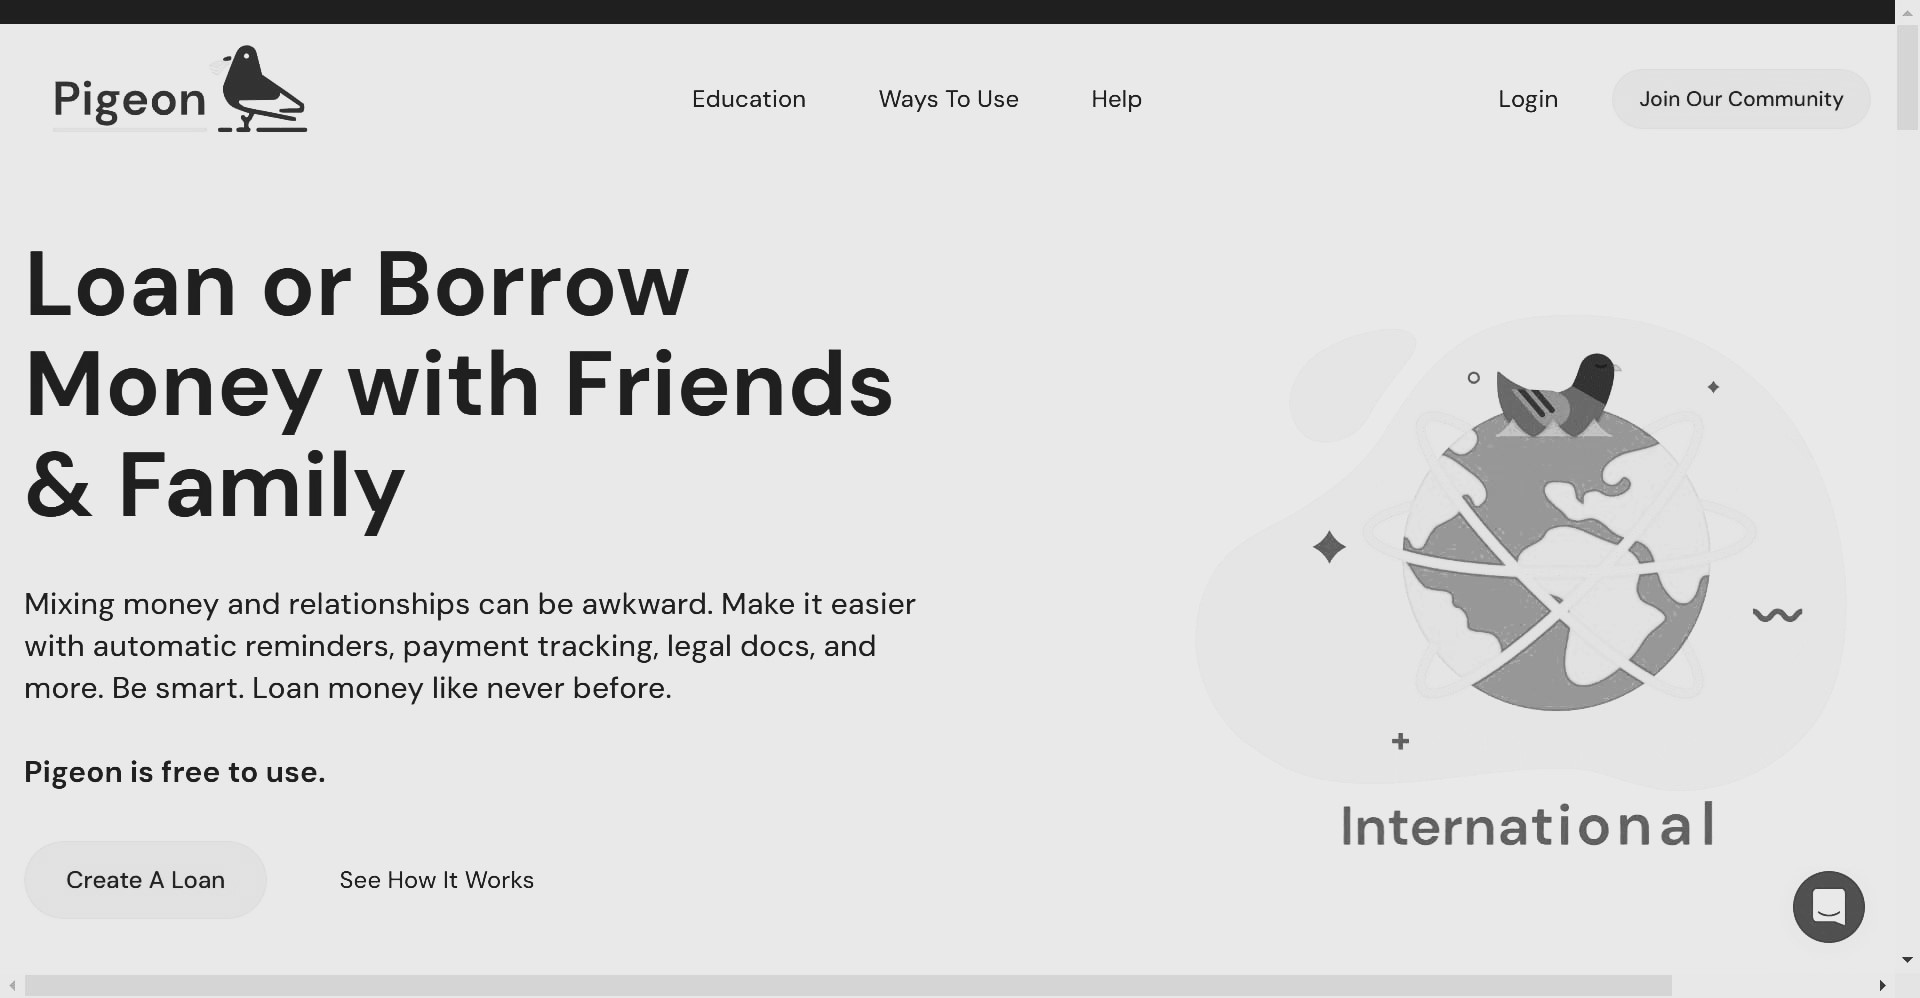 Pigeon
Education
Ways To Use
Help
Login
Join Our Community
Loan or Borrow
Money with Friends
& Family
Mixing money and relationships can be awkward. Make it easier
with automatic reminders, payment tracking, legal docs, and
more. Be smart. Loan money like never before.
Pigeon is free to use.
Create A Loan
See How It Works
International